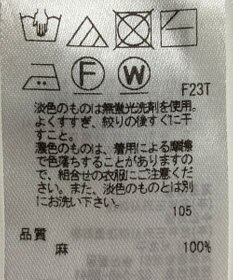 F
W
F23T
淡色のものは無蛍光洗剤を使用。
よくすすぎ、絞りの後すぐに干
すこと。
濃色のものは、着用による摩擦
で色落ちすることがありますの
で、組合せの衣服にご注意くださ
い。また、淡色のものとは別
にお洗い下さい。
105
品質
麻 100%